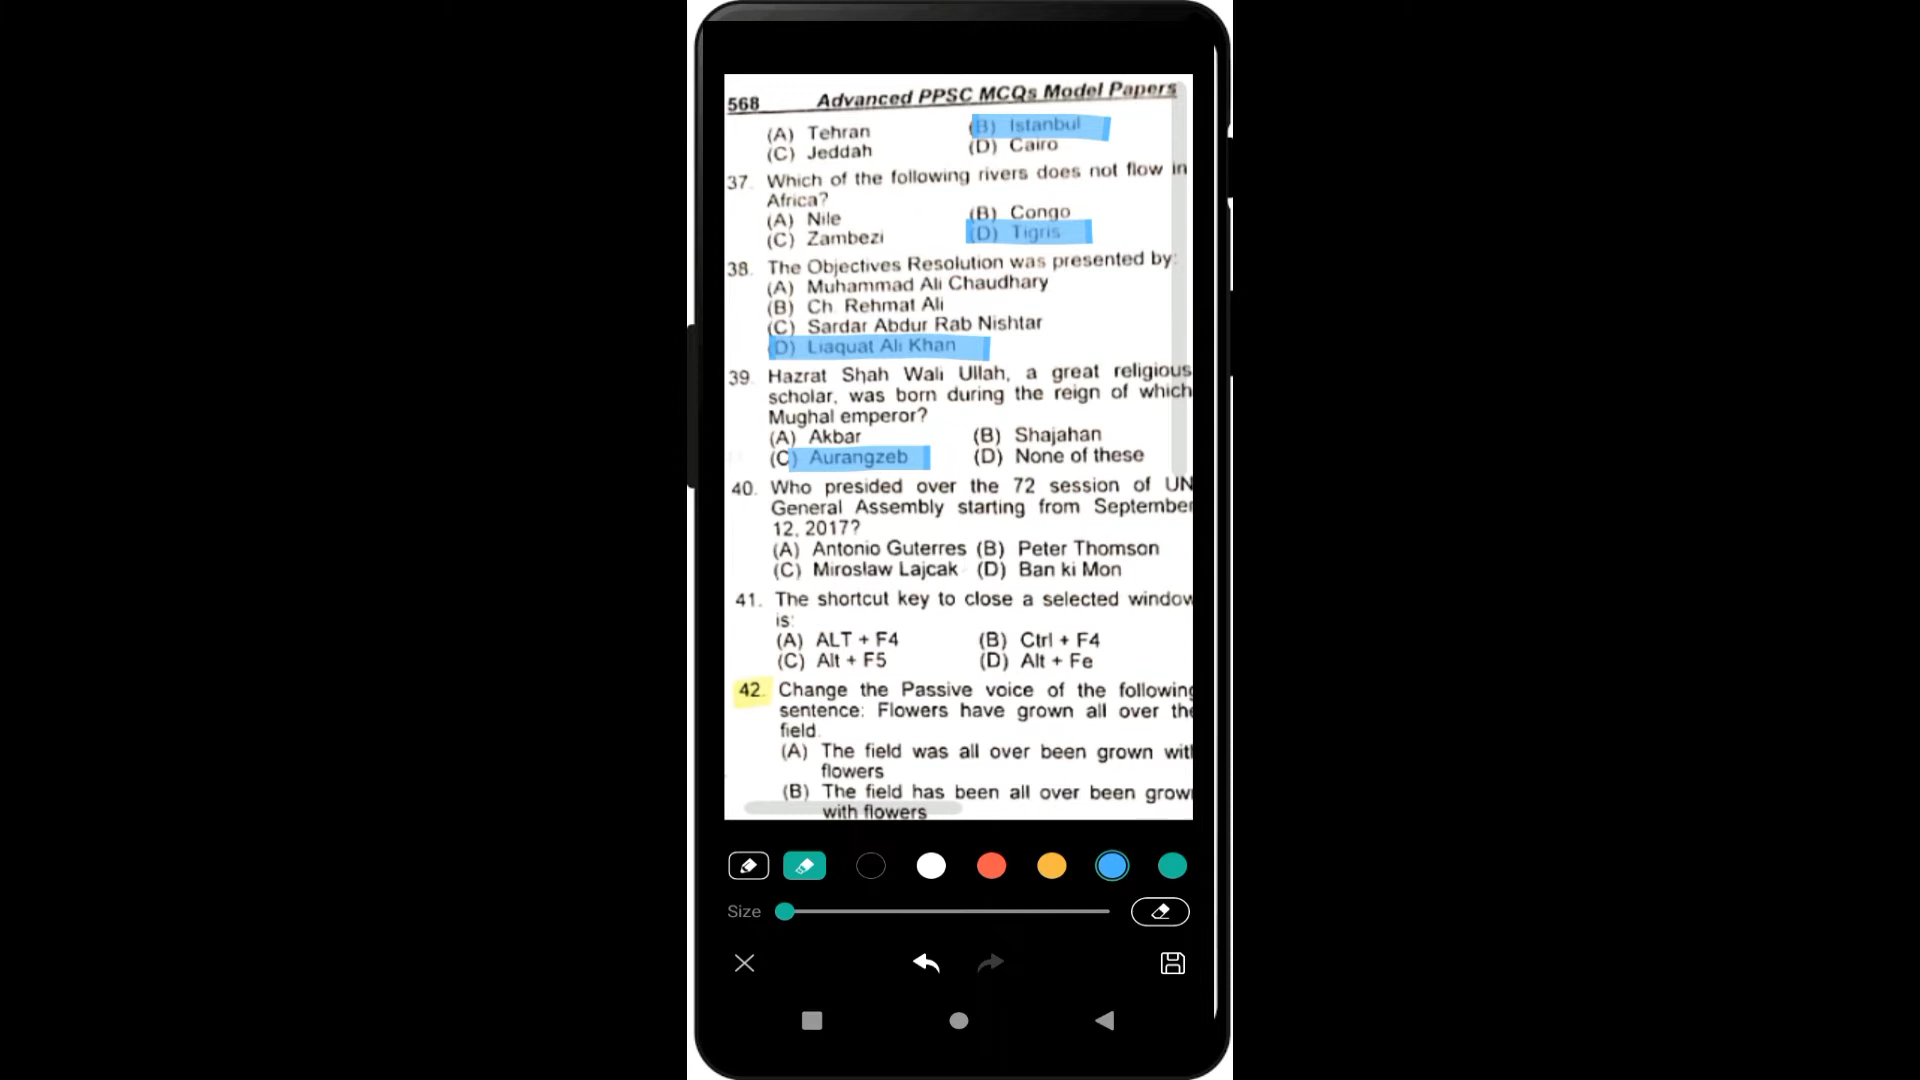 568 Advanced PPSC MCQs Model Papers
(A) Tehran (B) Istanbul
(C) Jeddah (D) Cairo
37. Which of the following rivers does not flow in
Africa?
(A) Nile (B) Congo
(C) Zambezi (D) Tigris
38. The Objectives Resolution was presented by:
(A) Muhammad Ali Chaudhary
(B) Ch. Rehmat Ali
(C) Sardar Abdur Rab Nishtar
(D) Liaquat Ali Khan
39. Hazrat Shah Wali Ullah, a great religious
scholar, was born during the reign of which
Mughal emperor?
(A) Akbar (B) Shajahan
(C) Aurangzeb (D) None of these
40. Who presided over the 72 session of UN
General Assembly starting from September
12, 2017?
(A) Antonio Guterres (B) Peter Thomson
(C) Miroslaw Lajcak (D) Ban ki Mon
41. The shortcut key to close a selected window
is:
(A) ALT + F4 (B) Ctrl + F4
(C) Alt + F5 (D) Alt + Fe
42. Change the Passive voice of the following
sentence: Flowers have grown all over the
field.
(A) The field was all over been grown with
flowers
(B) The field has been all over been grown
with flowers
Size